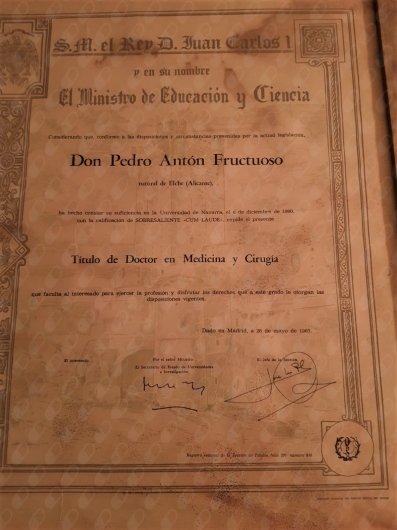 S.M. el Rey D. Juan Carlos I
y en su nombre
El Ministro de Educación y Ciencia
Considerando que, conforme a las disposiciones y circunstancias prevenidas por la actual legislación,
Don Pedro Antón Fructuoso
natural de Elche (Alicante),
ha hecho constar su suficiencia en la Universidad de Navarra, el 6 de diciembre de
con la calificación de SOBRESALIENTE «CUM LAUDE», expide el presente
Título de Doctor en Medicina y Cirugía
que faculta al interesado para ejercer la profesión y disfrutar los derechos que a este grado le otorgan las
disposiciones vigentes.
Dado en Madrid, a 26 de mayo de
El interesado,
Por el señor Ministro
El Jefe de la Sección,
El Secretario de Estado de Universidades
e Investigación,